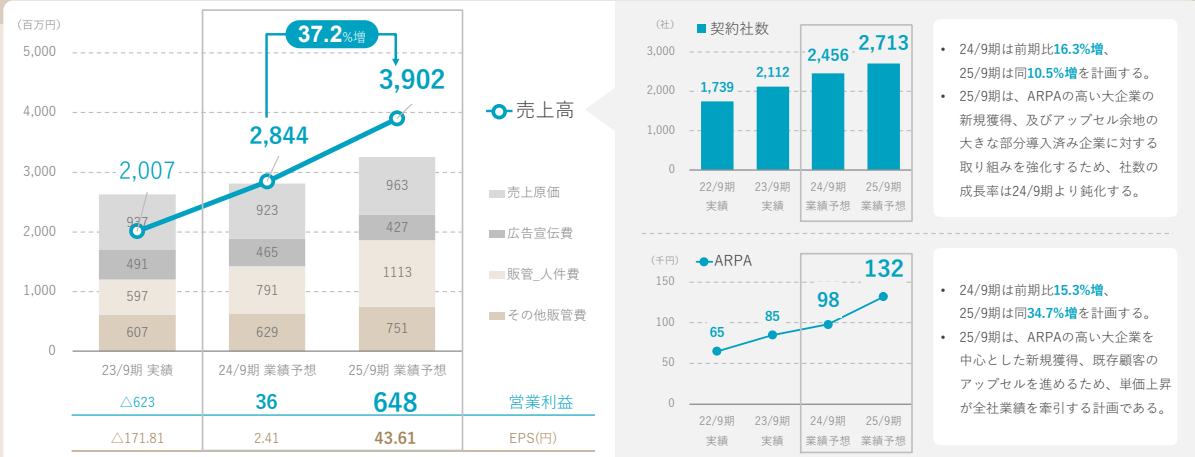 （百万円）
5,000
4,000
3,000
2,000
1,000
0
37.2%増
2,007
2,844
3,902
937
491
597
607
923
465
791
629
963
427
1113
751
23/9期 実績
24/9期 業績予想
25/9期 業績予想
△623
36
648
営業利益
△171.81
2.41
43.61
EPS(円)
売上高
売上原価
広告宣伝費
販管_人件費
その他販管費
（社）
契約社数
3,000
2,000
1,000
0
1,739
2,112
2,456
2,713
22/9期
実績
23/9期
実績
24/9期
業績予想
25/9期
業績予想
• 24/9期は前期比16.3%増、
25/9期は同10.5%増を計画する。
• 25/9期は、ARPAの高い大企業の
新規獲得、及びアップセル余地の
大きな部分導入済み企業に対する
取り組みを強化するため、社数の
成長率は24/9期より鈍化する。
（千円）
ARPA
150
100
50
0
65
85
98
132
22/9期
実績
23/9期
実績
24/9期
業績予想
25/9期
業績予想
• 24/9期は前期比15.3%増、
25/9期は同34.7%増を計画する。
• 25/9期は、ARPAの高い大企業を
中心とした新規獲得、既存顧客の
アップセルを進めるため、単価上昇
が全社業績を牽引する計画である。